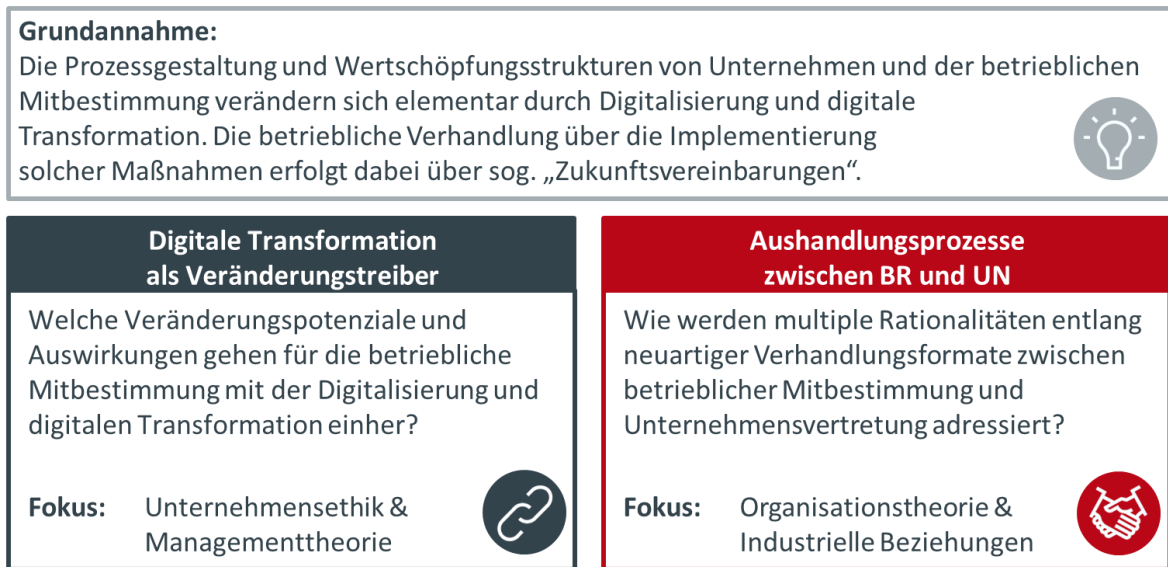 Grundannahme:
Die Prozessgestaltung und Wertschöpfungsstrukturen von Unternehmen und der betrieblichen
Mitbestimmung verändern sich elementar durch Digitalisierung und digitale
Transformation. Die betriebliche Verhandlung über die Implementierung
solcher Maßnahmen erfolgt dabei über sog. „Zukunftsvereinbarungen“.
Digitale Transformation
als Veränderungstreiber
Welche Veränderungspotenziale und
Auswirkungen gehen für die betriebliche
Mitbestimmung mit der Digitalisierung und
digitalen Transformation einher?
Fokus: Unternehmensethik &
Managementtheorie
Aushandlungsprozesse
zwischen BR und UN
Wie werden multiple Rationalitäten entlang
neuartiger Verhandlungsformate zwischen
betrieblicher Mitbestimmung und
Unternehmensvertretung adressiert?
Fokus: Organisationstheorie &
Industrielle Beziehungen